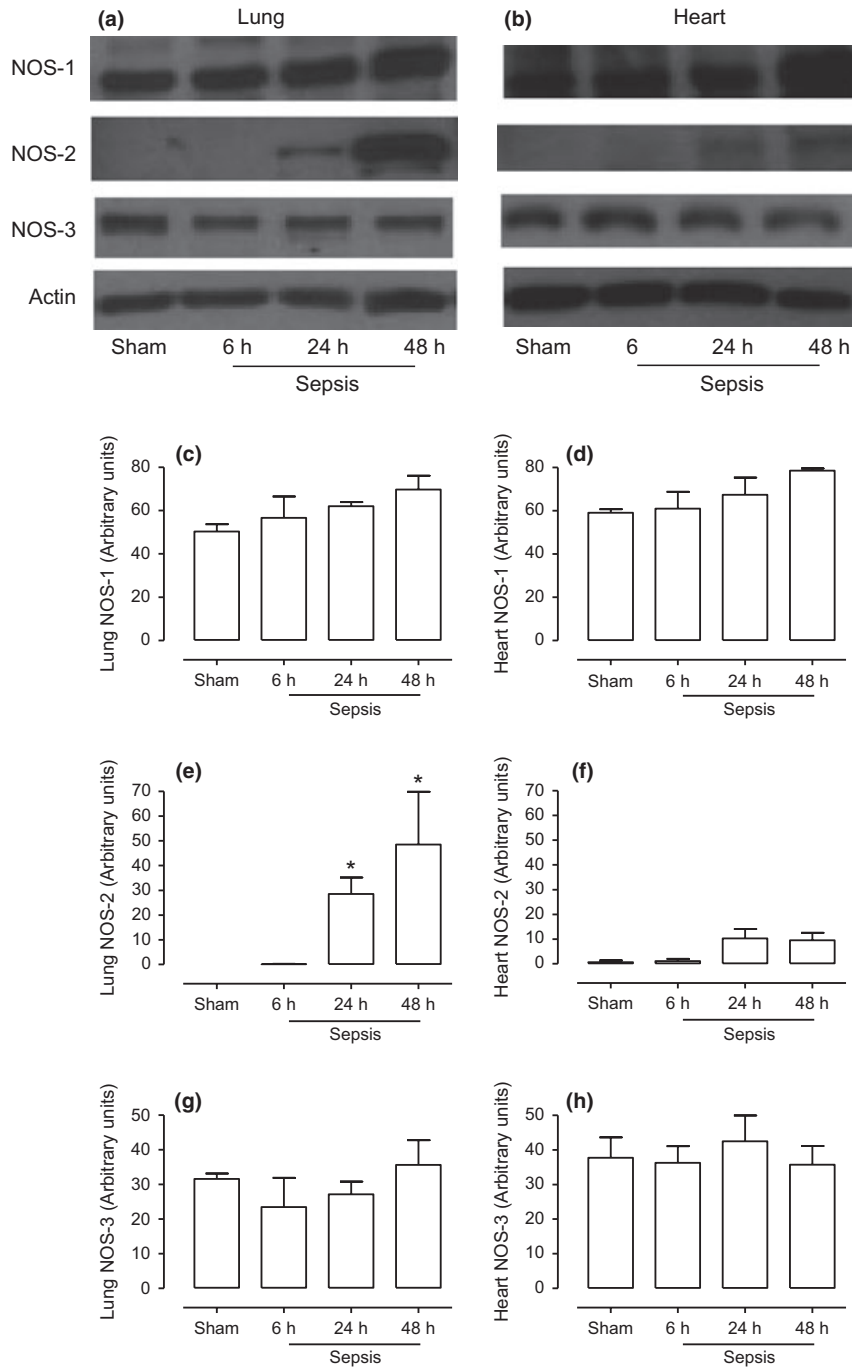 (a) Lung (b) Heart
NOS-1
NOS-2
NOS-3
Actin
Sham 6 h 24 h 48 h Sham 6 24 h 48 h
Sepsis Sepsis
(c)
Lung NOS-1 (Arbitrary units)
80
60
40
20
0
Sham 6 h 24 h 48 h
Sepsis
(d)
Heart NOS-1 (Arbitrary units)
80
60
40
20
0
Sham 6 h 24 h 48 h
Sepsis
(e)
Lung NOS-2 (Arbitrary units)
70
60
50
40
30
20
10
0
* *
Sham 6 h 24 h 48 h
Sepsis
(f)
Heart NOS-2 (Arbitrary units)
70
60
50
40
30
20
10
0
Sham 6 h 24 h 48 h
Sepsis
(g)
Lung NOS-3 (Arbitrary units)
50
40
30
20
10
0
Sham 6 h 24 h 48 h
Sepsis
(h)
Heart NOS-3 (Arbitrary units)
50
40
30
20
10
0
Sham 6 h 24 h 48 h
Sepsis